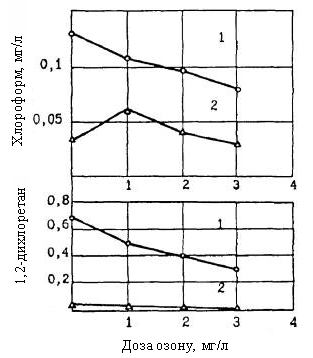 Хлороформ, мг/л
0,1
0,05
1
2
1 2 3 4
1,2-дихлоретан
0,8
0,6
0,4
0,2
1
2
1 2 3 4
Доза озону, мг/л